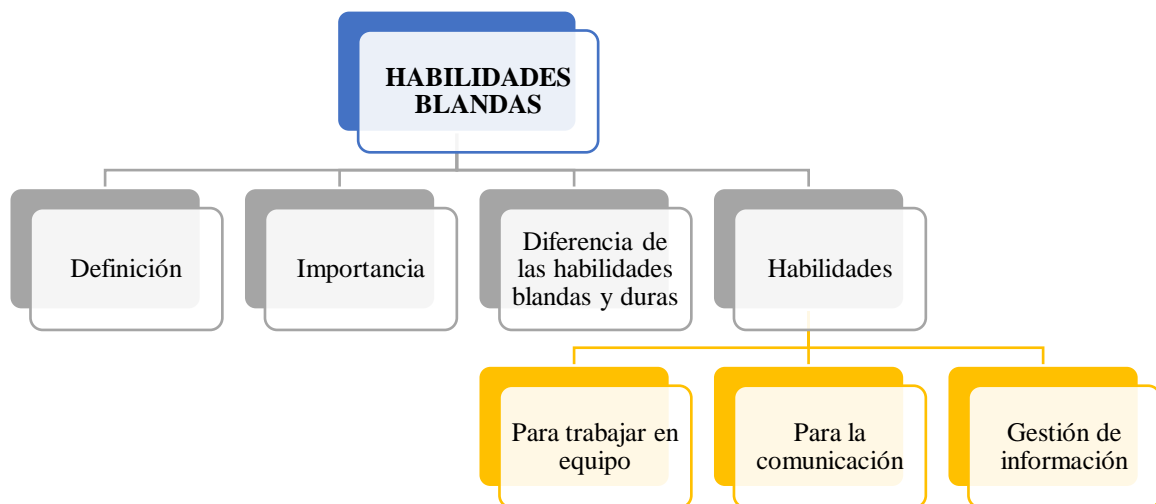 HABILIDADES
BLANDAS
Definición
Importancia
Diferencia de
las habilidades
blandas y duras
Habilidades
Para trabajar en
equipo
Para la
comunicación
Gestión de
información